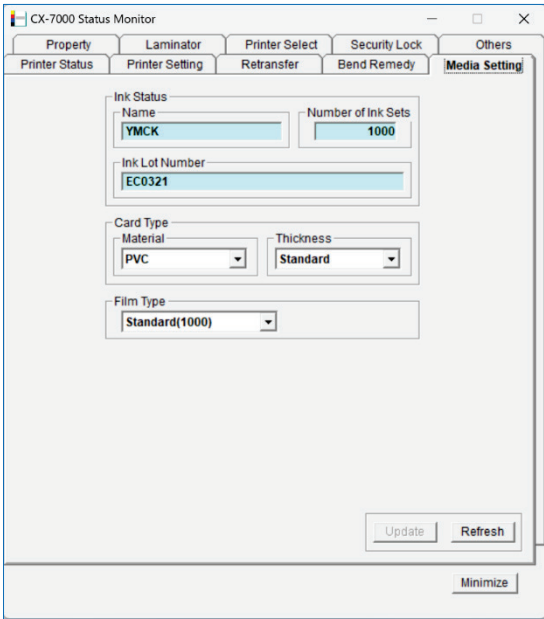 CX-7000 Status Monitor
Property Laminator Printer Select Security Lock Others
Printer Status Printer Setting Retransfer Bend Remedy Media Setting
Ink Status
Name Number of Ink Sets
YMCK 1000
Ink Lot Number
EC0321
Card Type
Material Thickness
PVC Standard
Film Type
Standard(1000)
Update Refresh
Minimize